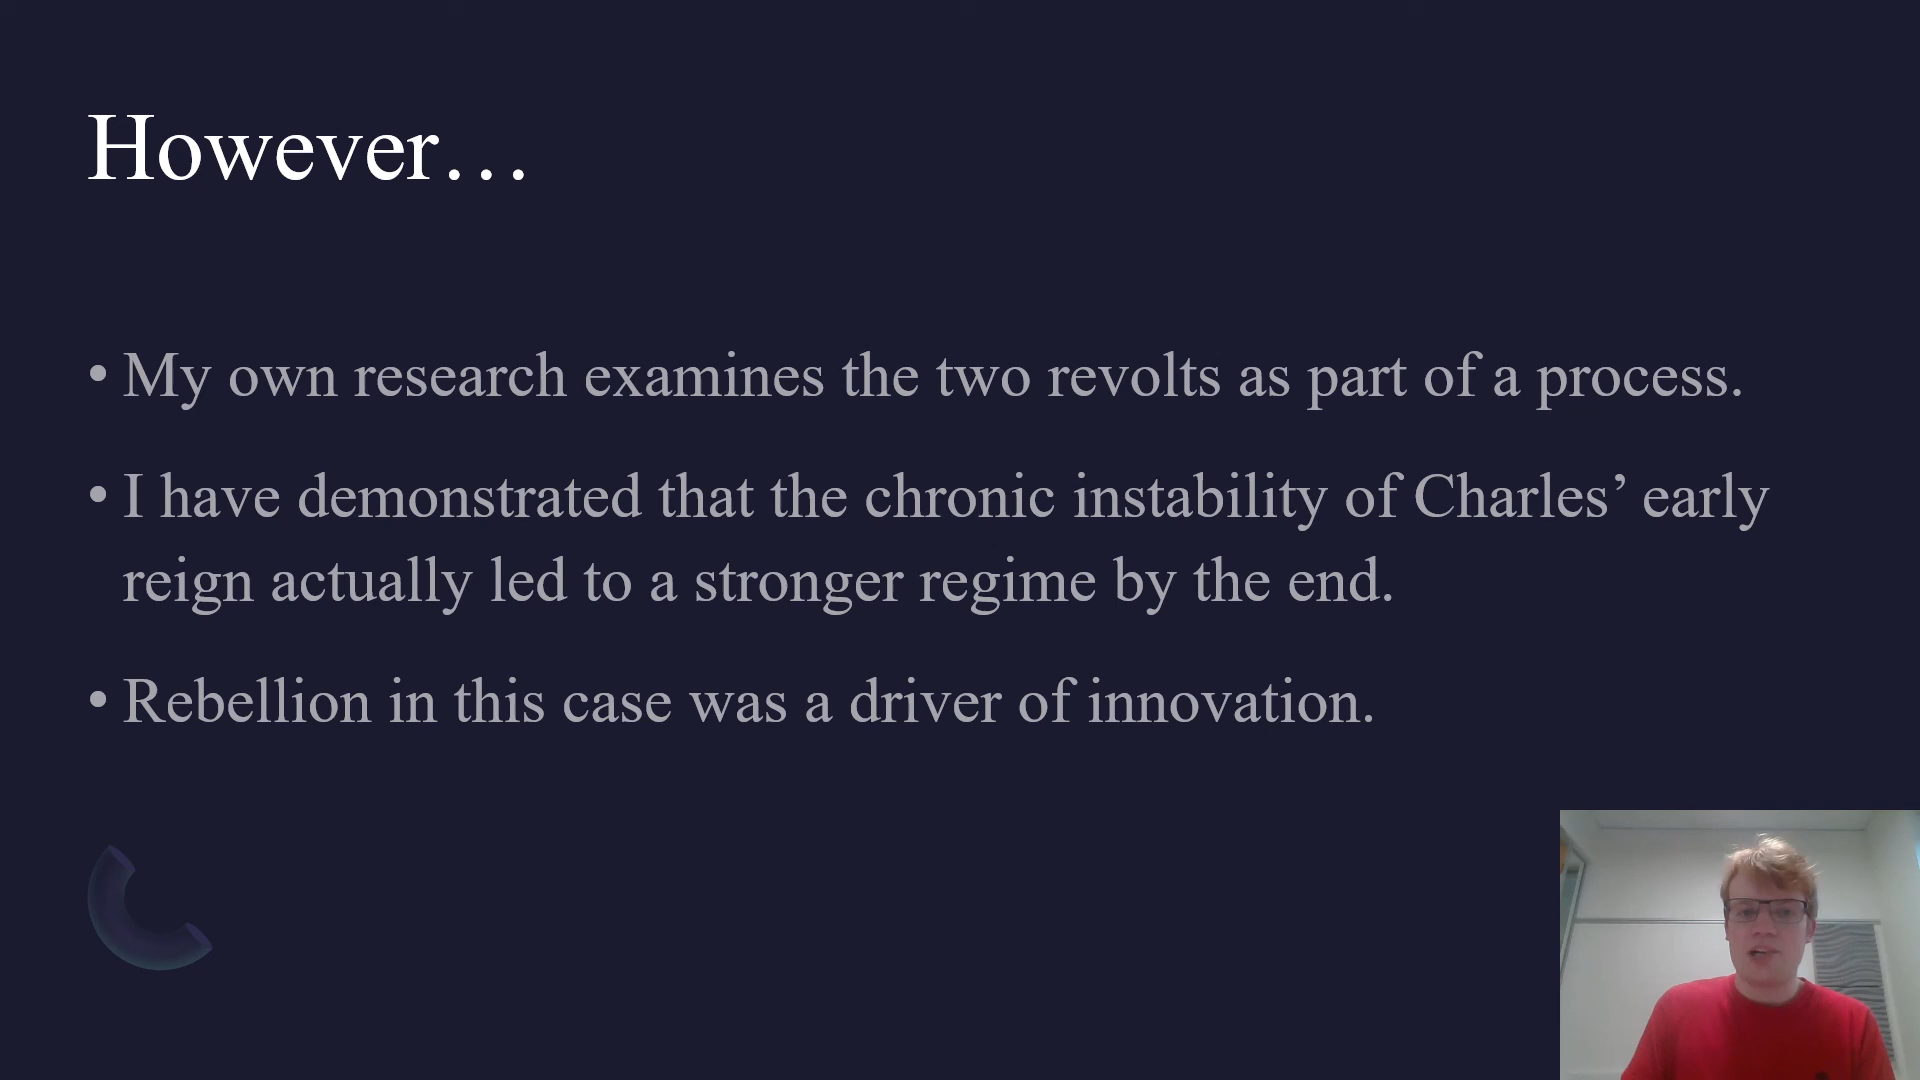 However…
• My own research examines the two revolts as part of a process.
• I have demonstrated that the chronic instability of Charles’ early
reign actually led to a stronger regime by the end.
• Rebellion in this case was a driver of innovation.